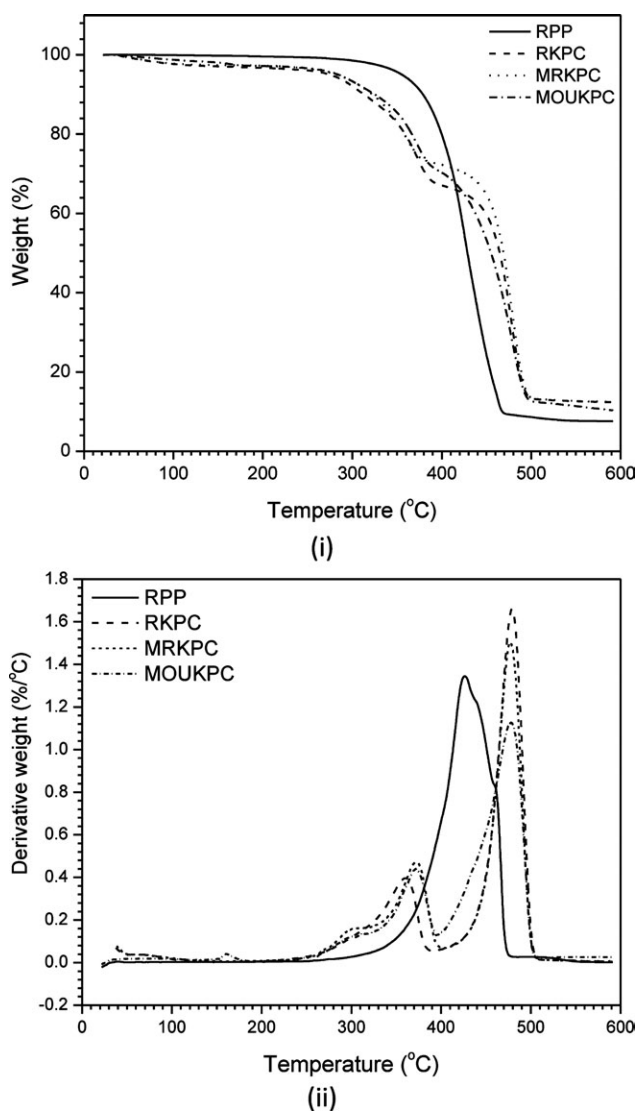 RPP
RKPC
MRKPC
MOUKPC
100
80
60
40
20
0
Weight (%)
0 100 200 300 400 500 600
Temperature (°C)
(i)
RPP
RKPC
MRKPC
MOUKPC
1.8
1.6
1.4
1.2
1.0
0.8
0.6
0.4
0.2
0.0
-0.2
Derivative weight (%/°C)
0 100 200 300 400 500 600
Temperature (°C)
(ii)